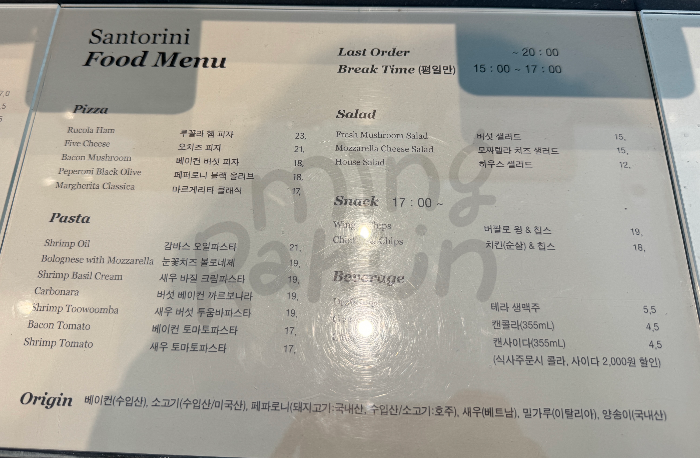 Santorini
Food Menu
Last Order ~ 20 : 00
Break Time (평일만) 15 : 00 ~ 17 : 00
Pizza
Rucola Ham 루꼴라 햄 피자 23,
Five Cheese 오치즈 피자 21,
Bacon Mushroom 베이컨 버섯 피자 18,
Peperoni Black Olive 페퍼로니 블랙 올리브 18,
Margherita Classica 마르게리타 클래식 17,
Pasta
Shrimp Oil 감바스 오일파스타 21,
Bolognese with Mozzarella 눈꽃치즈 볼로네제 19,
Shrimp Basil Cream 새우 바질 크림파스타 19,
Carbonara 버섯 베이컨 까르보나라 19,
Shrimp Toowoomba 새우 버섯 투움바파스타 19,
Bacon Tomato 베이컨 토마토파스타 17,
Shrimp Tomato 새우 토마토파스타 17,
Salad
Fresh Mushroom Salad 버섯 샐러드 15,
Mozzarella Cheese Salad 모짜렐라 치즈 샐러드 15,
House Salad 하우스 샐러드 12,
Snack 17 : 00 ~
Wing Chips 버팔로 윙 & 칩스 19,
Chips 치킨(순살) & 칩스 18,
Beverage
테라 생맥주 5,5
캔콜라(355mL) 4,5
캔사이다(355mL) 4,5
(식사주문시 콜라, 사이다 2,000원 할인)
Origin 베이컨(수입산), 소고기(수입산/미국산), 페파로니(돼지고기:국내산, 수입산/소고기:호주), 새우(베트남), 밀가루(이탈리아), 양송이(국내산)